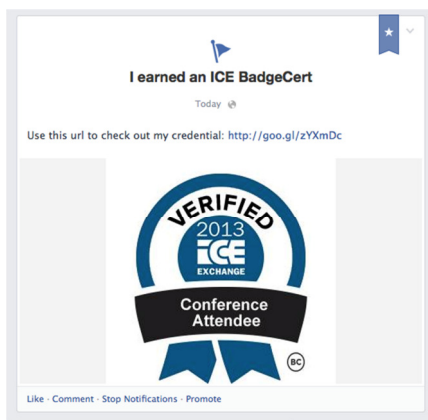 I earned an ICE BadgeCert
Today
Use this url to check out my credential: http://goo.gl/zYXmDc
VERIFIED
2013
iCE
EXCHANGE
Conference
Attendee
BC
Like · Comment · Stop Notifications · Promote